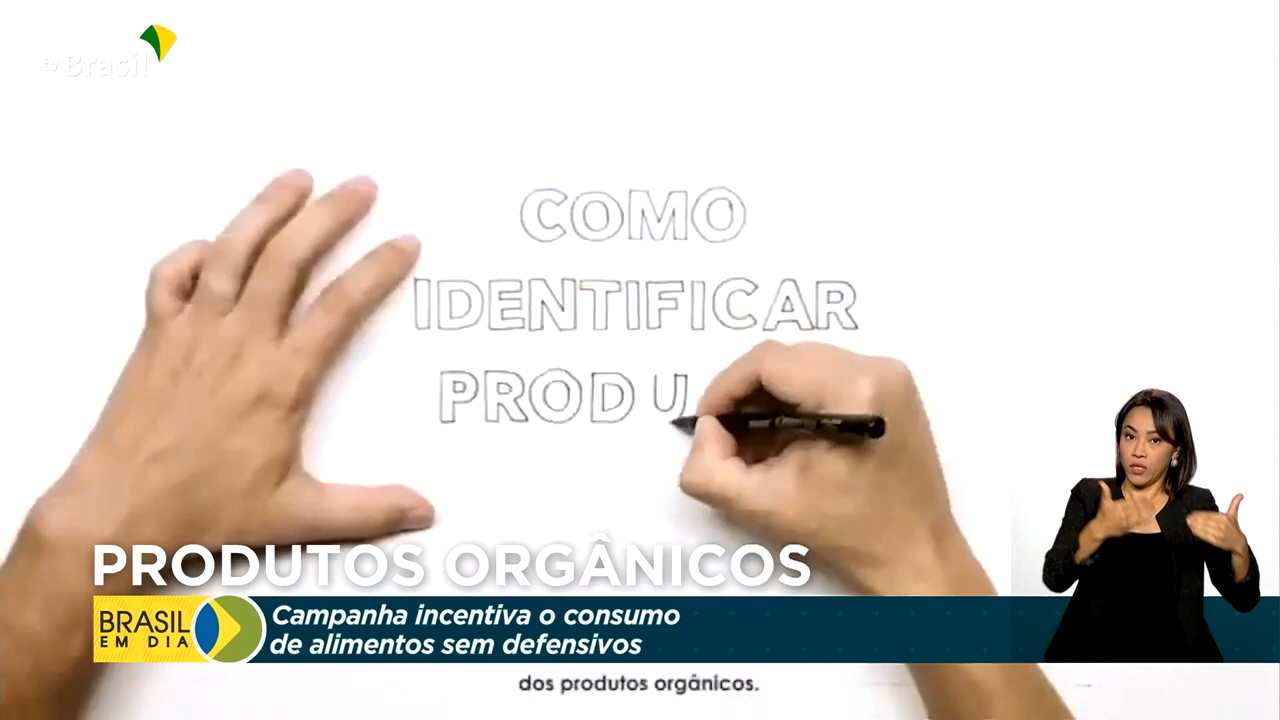 tv Brasil
COMO
IDENTIFICAR
PRODU
PRODUTOS ORGÂNICOS
BRASIL
EM DIA
Campanha incentiva o consumo
de alimentos sem defensivos
dos produtos orgânicos.